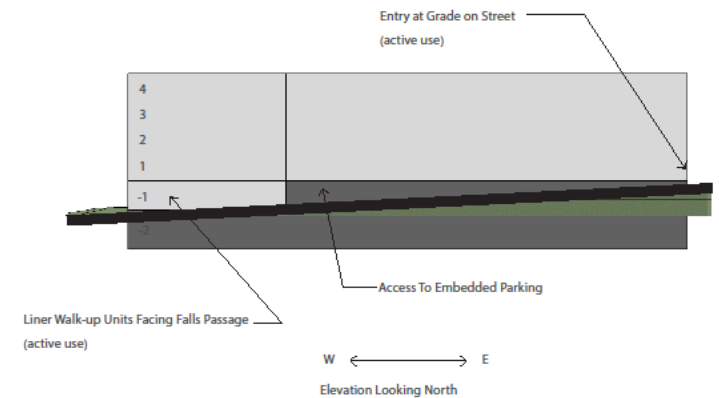 Entry at Grade on Street
(active use)
4
3
2
1
-1
-2
Access To Embedded Parking
Liner Walk-up Units Facing Falls Passage
(active use)
W E
Elevation Looking North